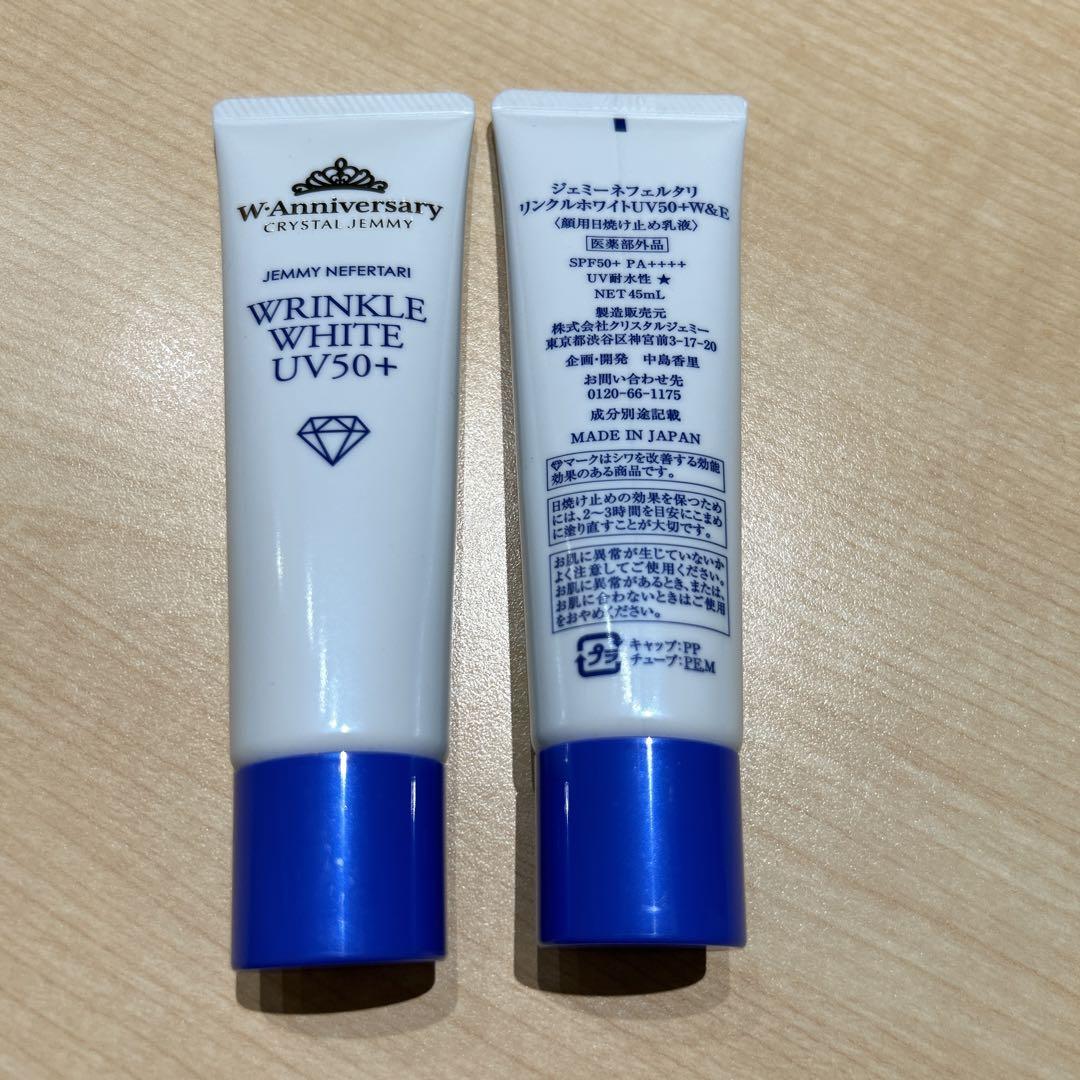 W-Anniversary
CRYSTAL JEMMY
JEMMY NEFERTARI
WRINKLE
WHITE
UV50+
ジェミーネフェルタリ
リンクルホワイトUV50+W&E
〈顔用日焼け止め乳液〉
医薬部外品
SPF50+ PA++++
UV耐水性 ★
NET 45mL
製造販売元
株式会社クリスタルジェミー
東京都渋谷区神宮前3-17-20
企画・開発 中島香里
お問い合わせ先
0120-66-1175
成分別途記載
MADE IN JAPAN
マークはシワを改善する効能
効果のある商品です。
日焼け止めの効果を保つため
には、2〜3時間を目安にこまめ
に塗り直すことが大切です。
お肌に異常が生じていないか
よく注意してご使用ください。
お肌に異常があるとき、または、
お肌に合わないときはご使用
をおやめください。
プラ
キャップ:PP
チューブ:PE,M